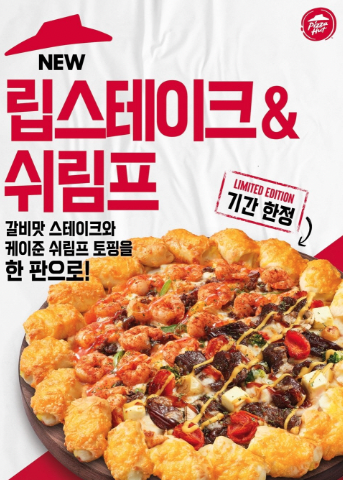 Pizza Hut
NEW
립스테이크&
쉬림프
LIMITED EDITION
기간 한정
갈비맛 스테이크와
케이준 쉬림프 토핑을
한 판으로!